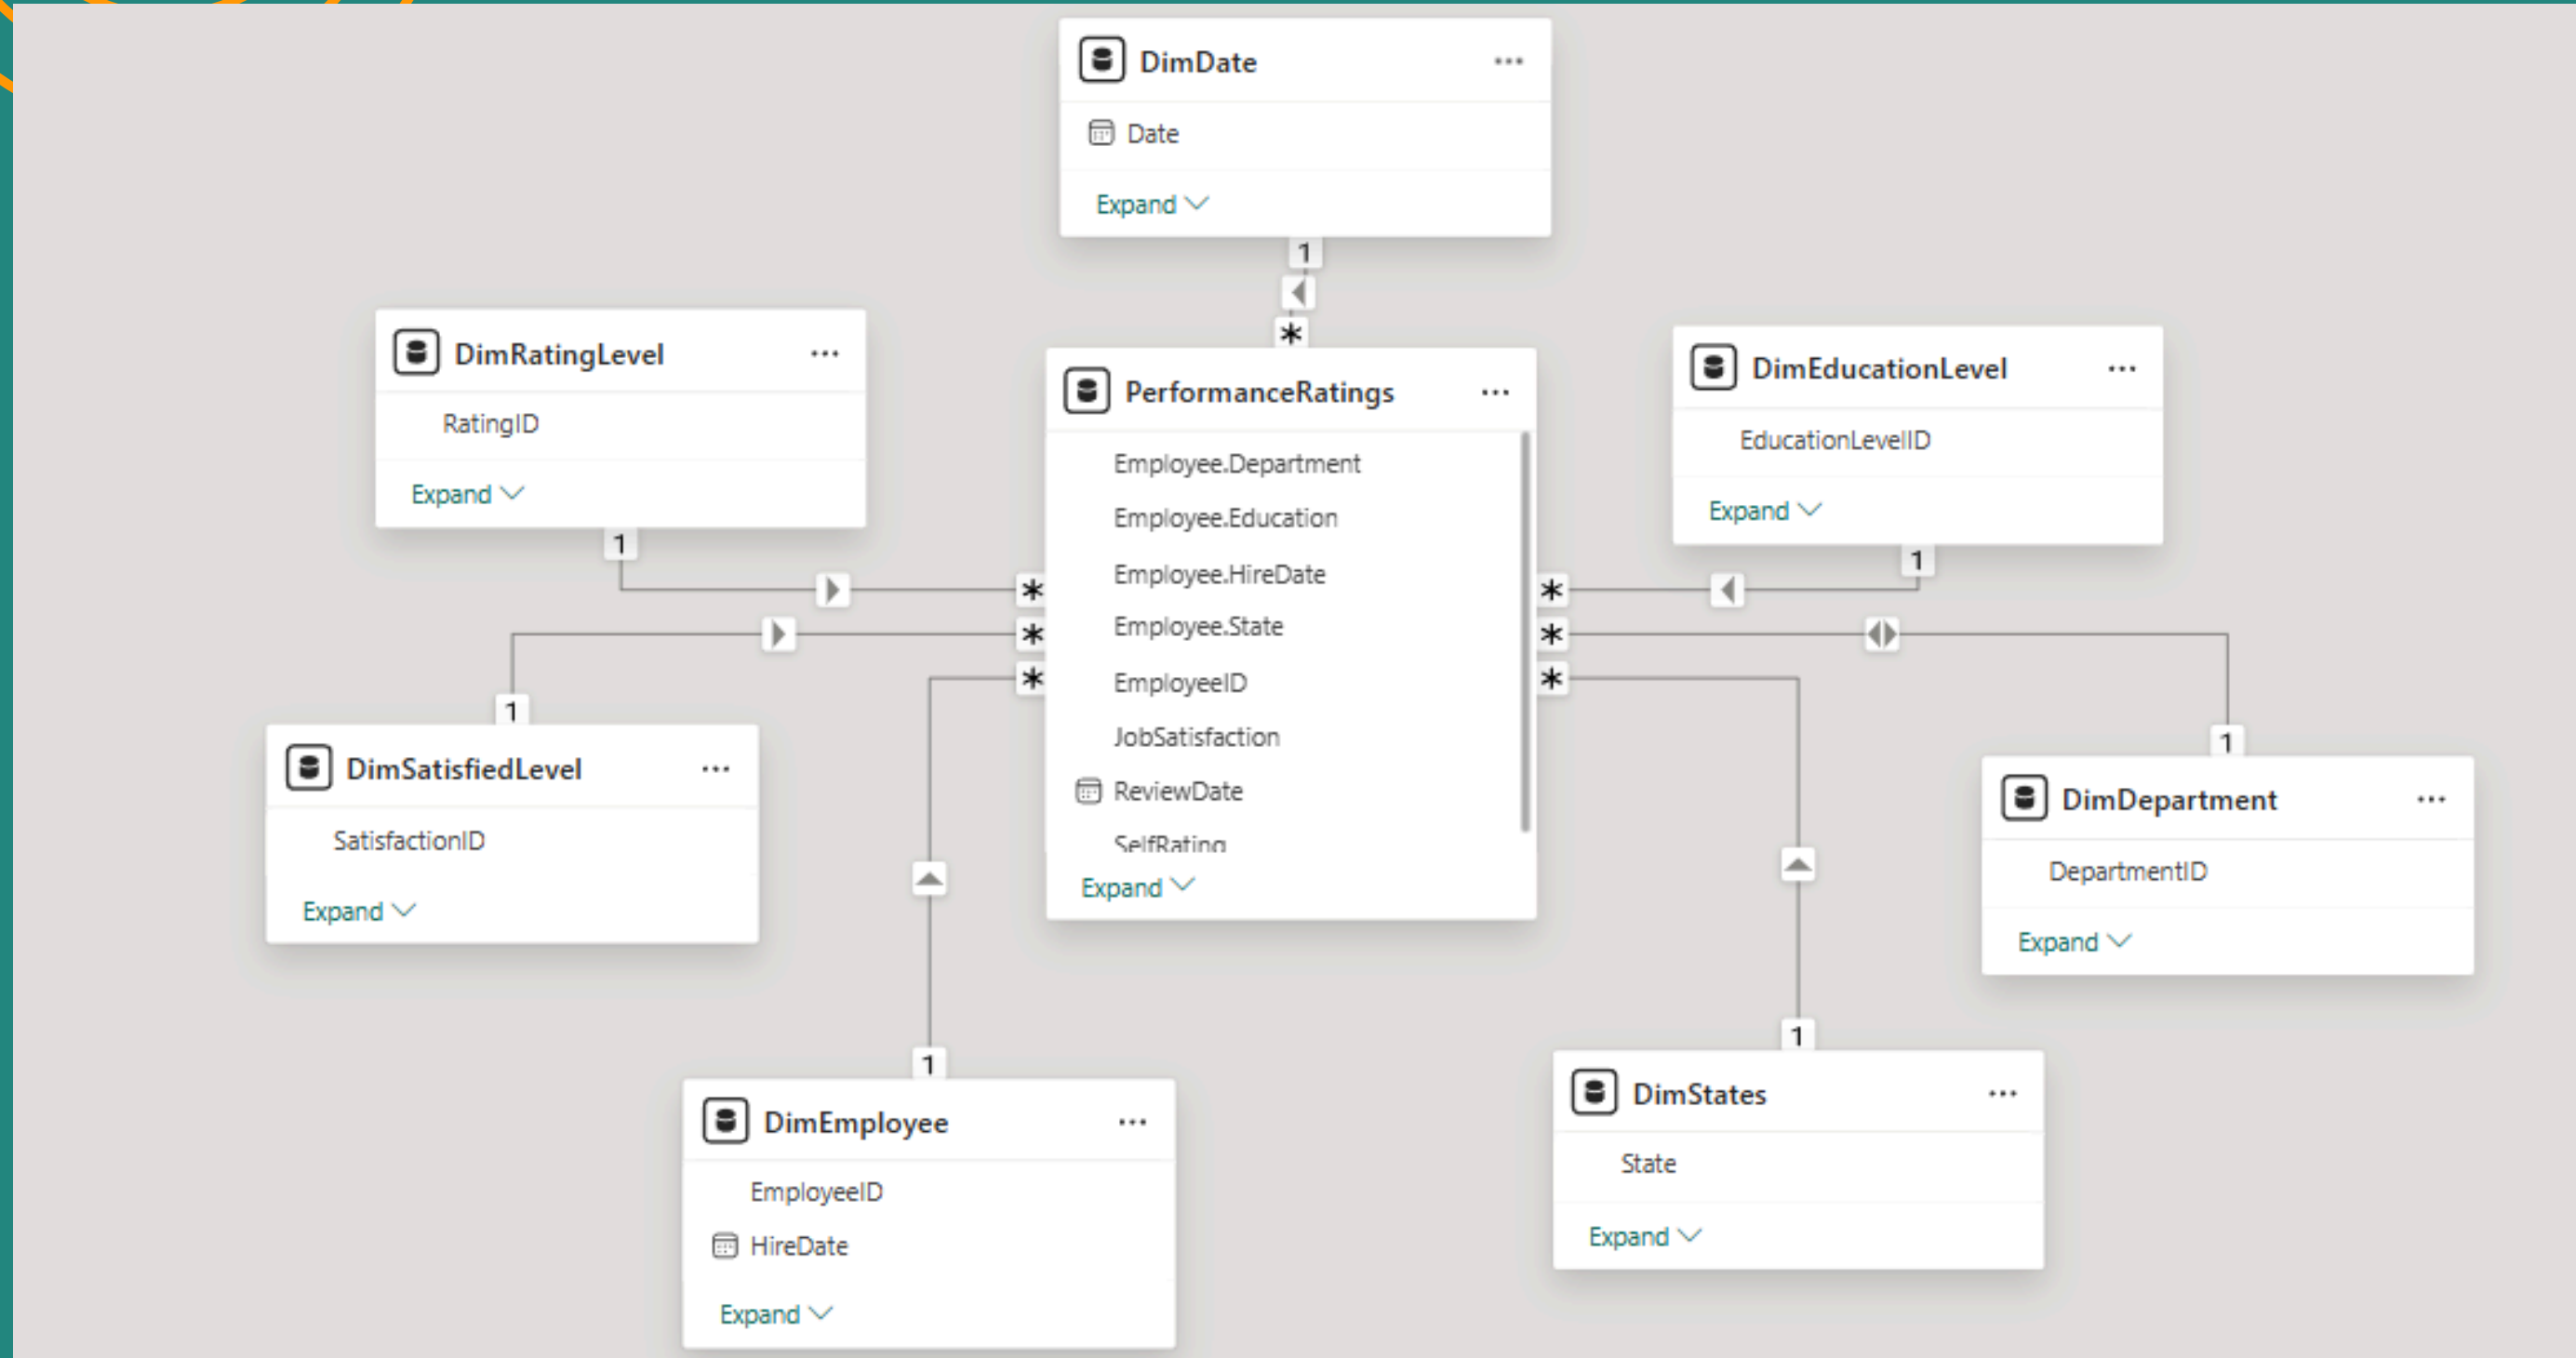 DimDate
Date
Expand
1
*
DimRatingLevel
RatingID
Expand
1
*
DimSatisfiedLevel
SatisfactionID
Expand
1
*
PerformanceRatings
Employee.Department
Employee.Education
Employee.HireDate
Employee.State
EmployeeID
JobSatisfaction
ReviewDate
SelfRating
Expand
DimEducationLevel
EducationLevelID
Expand
1
*
DimDepartment
DepartmentID
Expand
1
*
DimEmployee
EmployeeID
HireDate
Expand
1
*
DimStates
State
Expand
1
*